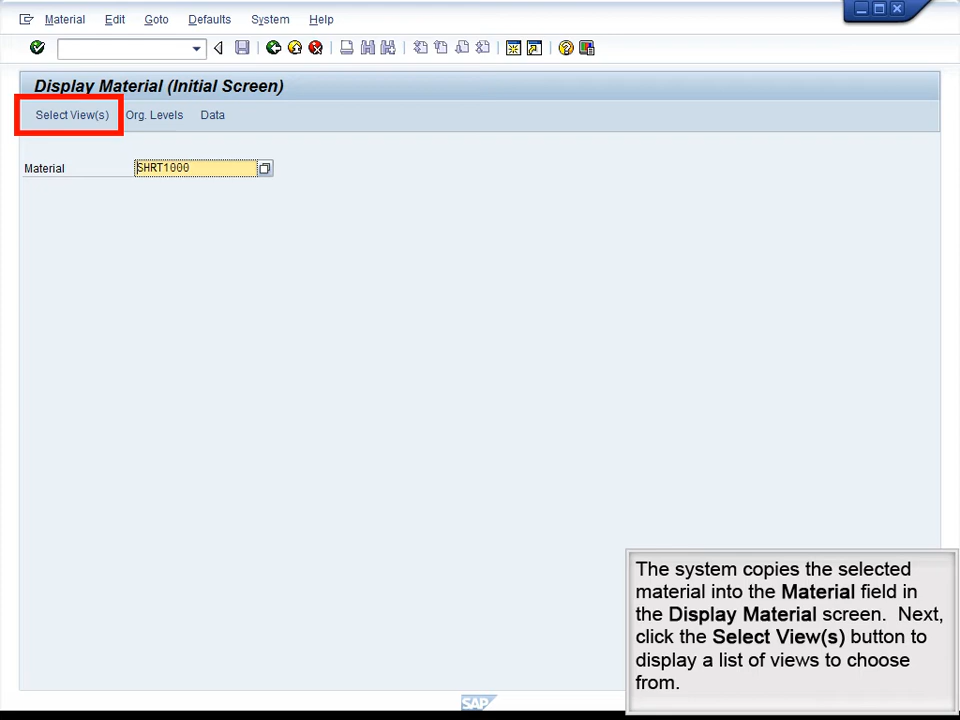 Material Edit Goto Defaults System Help
Display Material (Initial Screen)
Select View(s) Org. Levels Data
Material SHRT1000
The system copies the selected
material into the Material field in
the Display Material screen. Next,
click the Select View(s) button to
display a list of views to choose
from.
SAP